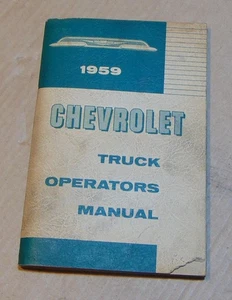 1959
CHEVROLET
TRUCK
OPERATORS
MANUAL